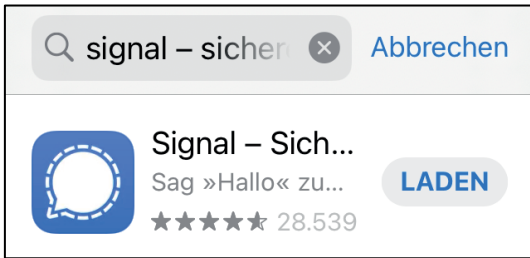 signal – sicher
Abbrechen
Signal – Sich...
Sag »Hallo« zu...
LADEN
28.539